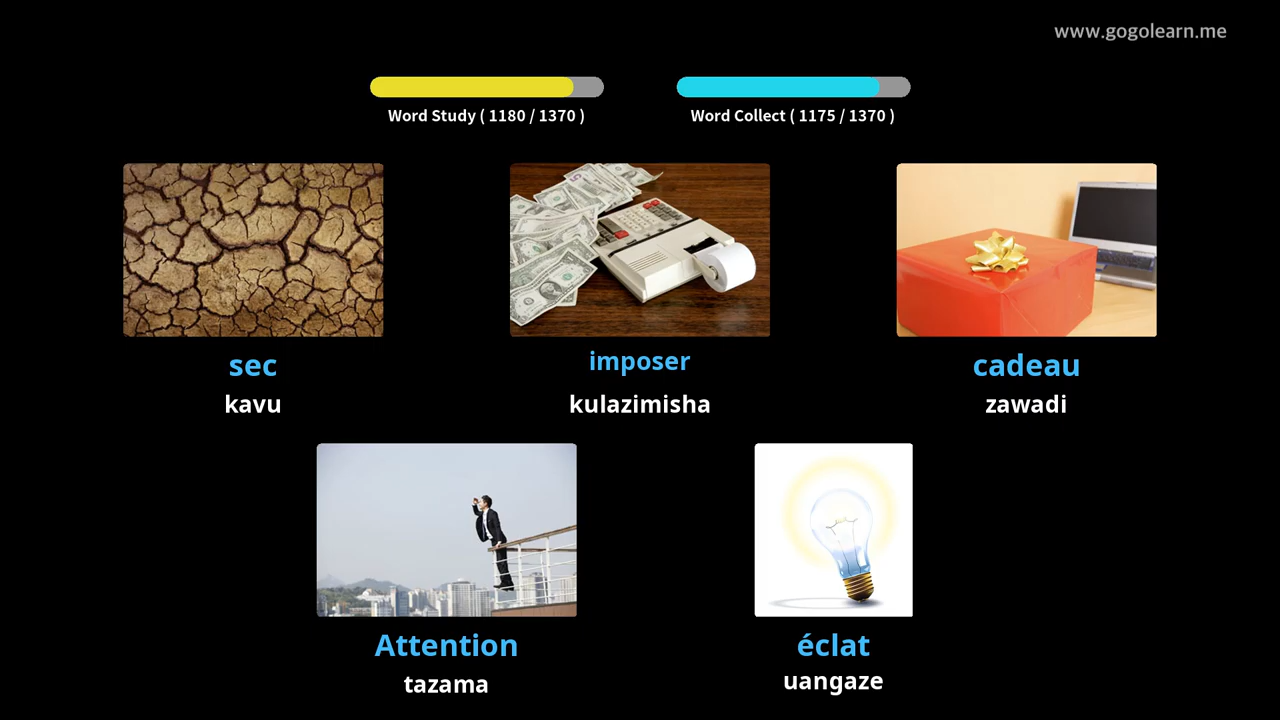 www.gogolearn.me
Word Study ( 1180 / 1370 )
Word Collect ( 1175 / 1370 )
sec
kavu
imposer
kulazimisha
cadeau
zawadi
Attention
tazama
éclat
uangaze